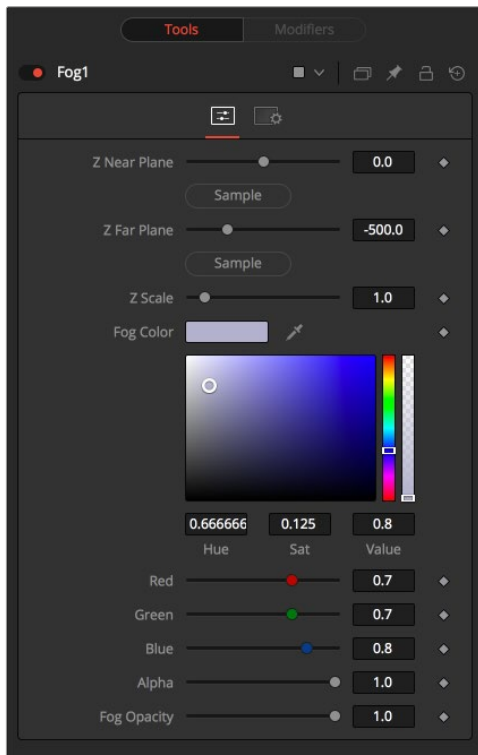 Tools Modifiers
Fog1
Z Near Plane 0.0
Sample
Z Far Plane -500.0
Sample
Z Scale 1.0
Fog Color
0.666666 0.125 0.8
Hue Sat Value
Red 0.7
Green 0.7
Blue 0.8
Alpha 1.0
Fog Opacity 1.0